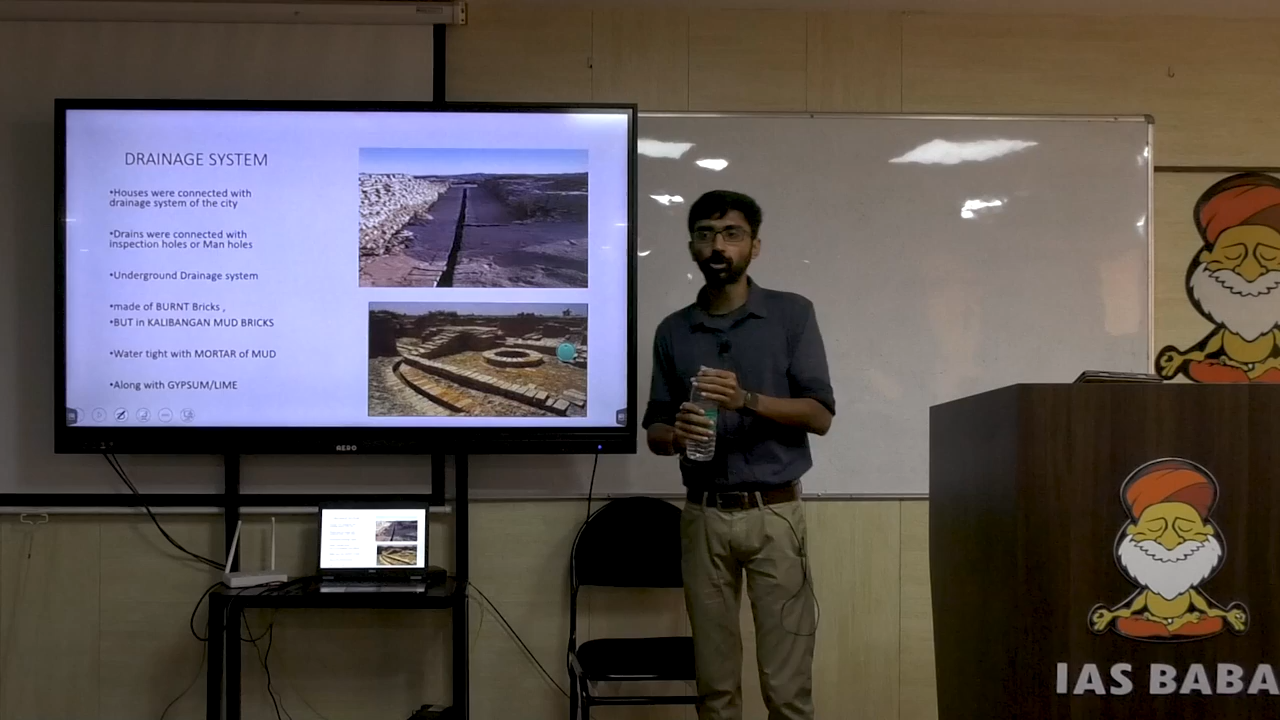 DRAINAGE SYSTEM
•Houses were connected with
drainage system of the city
•Drains were connected with
inspection holes or Man holes
•Underground Drainage system
•made of BURNT Bricks ,
•BUT in KALIBANGAN MUD BRICKS
•Water tight with MORTAR of MUD
•Along with GYPSUM/LIME
AERO
IAS BABA